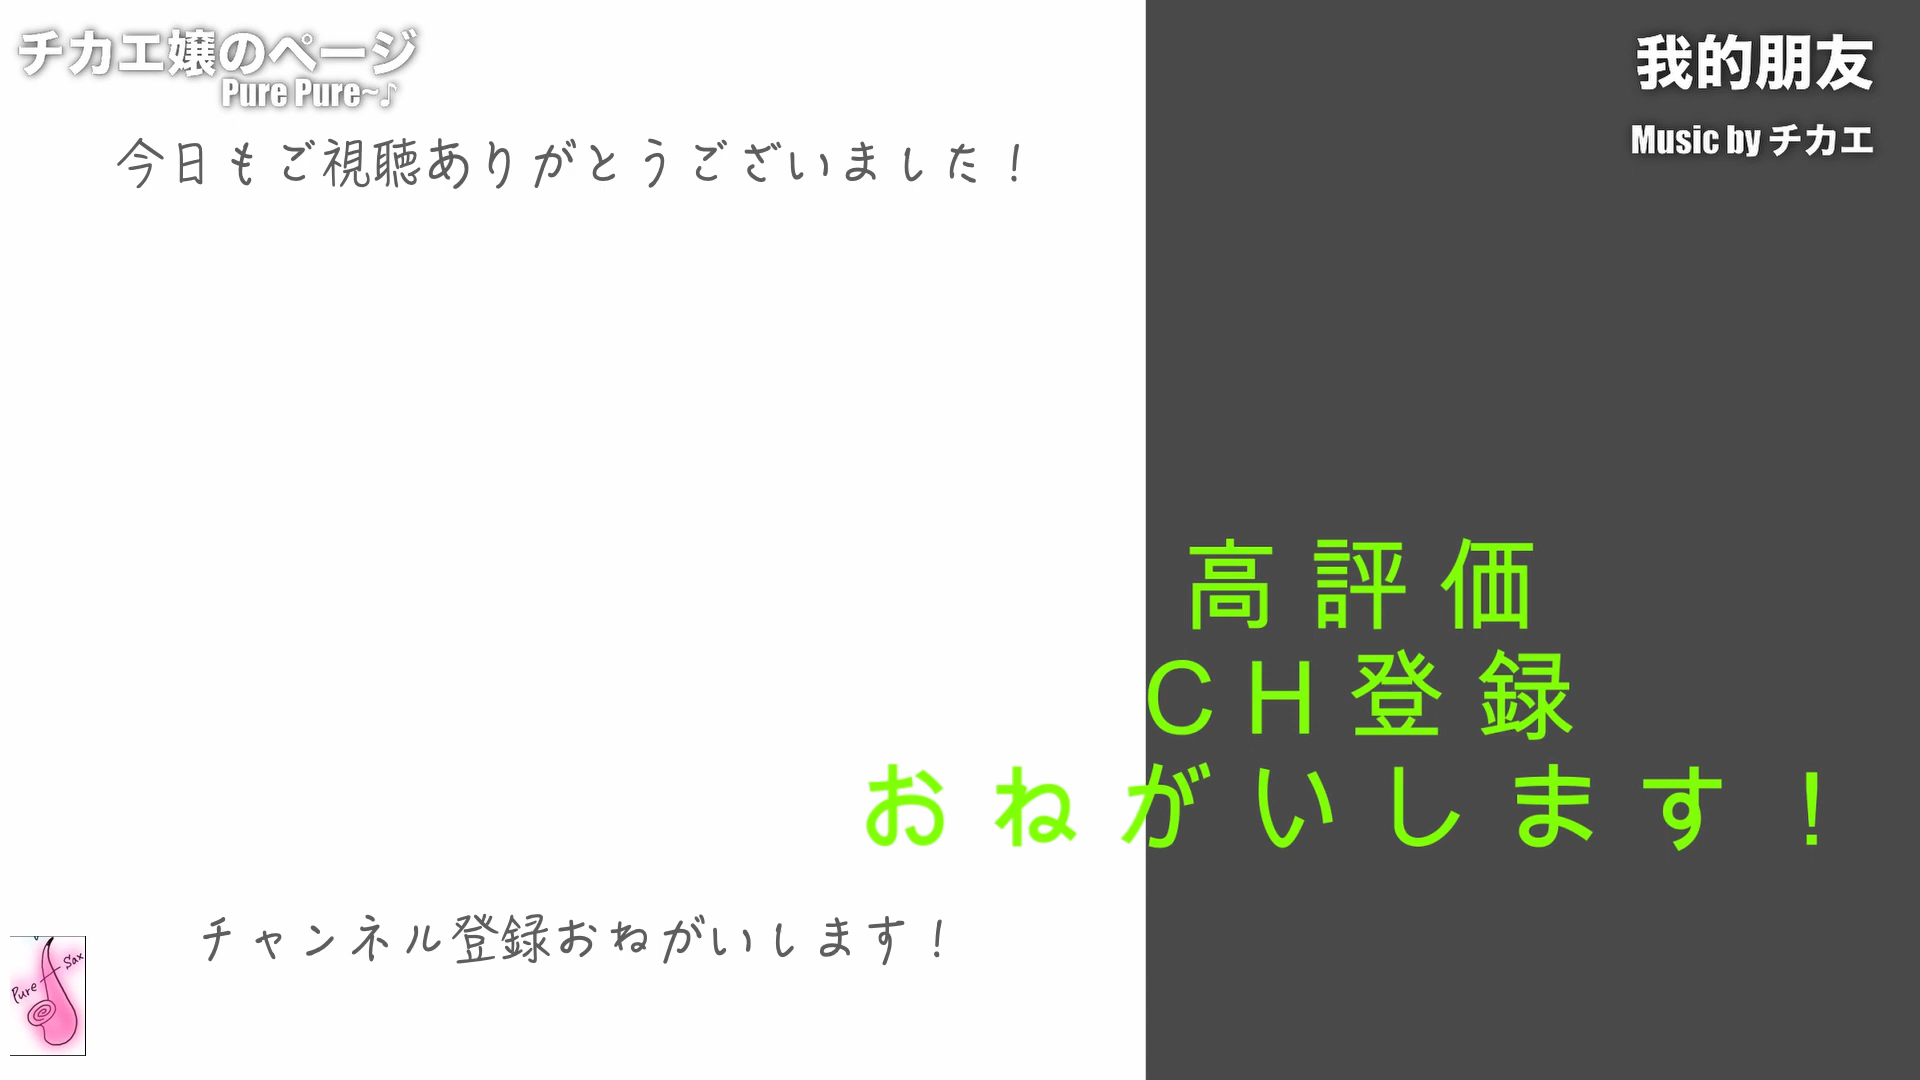 チカエ嬢のページ
Pure Pure~♪
我的朋友
Music by チカエ
今日もご視聴ありがとうございました！
高評価
CH登録
おねがいします！
チャンネル登録おねがいします！
Pure Sax